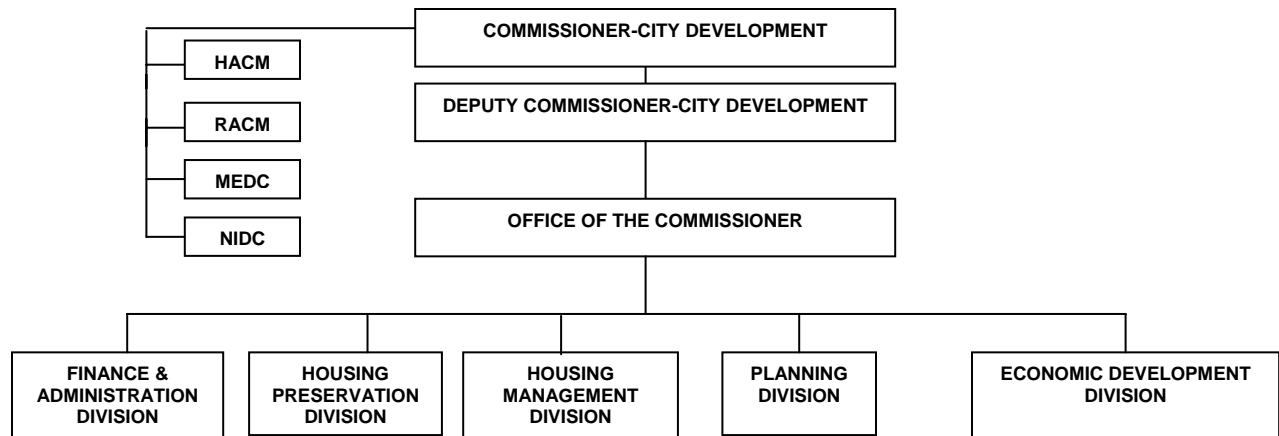 COMMISSIONER-CITY DEVELOPMENT
HACM
DEPUTY COMMISSIONER-CITY DEVELOPMENT
RACM
MEDC
OFFICE OF THE COMMISSIONER
NIDC
FINANCE &
ADMINISTRATION
DIVISION
HOUSING
PRESERVATION
DIVISION
HOUSING
MANAGEMENT
DIVISION
PLANNING
DIVISION
ECONOMIC DEVELOPMENT
DIVISION